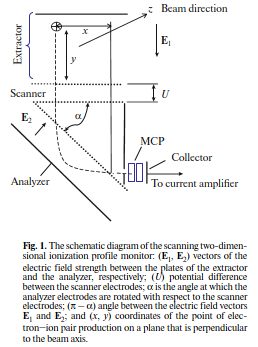 z Beam direction
Extractor
x
E1
y
Scanner
U
E2
α
MCP
Collector
Analyzer
To current amplifier
Fig. 1. The schematic diagram of the scanning two-dimen-
sional ionization profile monitor: (E1, E2) vectors of the
electric field strength between the plates of the extractor
and the analyzer, respectively; (U) potential difference
between the scanner electrodes; α is the angle at which the
analyzer electrodes are rotated with respect to the scanner
electrodes; (π – α) angle between the electric field vectors
E1 and E2; and (x, y) coordinates of the point of elec-
tron–ion pair production on a plane that is perpendicular
to the beam axis.